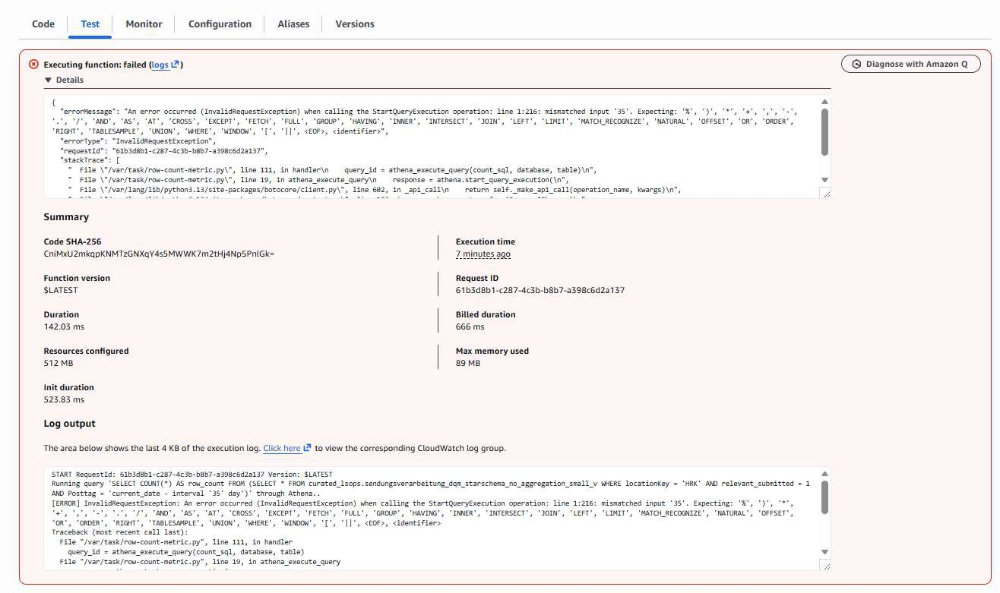 Code Test Monitor Configuration Aliases Versions
Executing function: failed (logs)
Diagnose with Amazon Q
▼ Details
{
"errorMessage": "An error occurred (InvalidRequestException) when calling the StartQueryExecution operation: line 1:216: mismatched input '35'. Expecting: '%', ')', '*', '+', ',', '-',
'.', '/', 'AND', 'AS', 'AT', 'CROSS', 'EXCEPT', 'FETCH', 'FULL', 'GROUP', 'HAVING', 'INNER', 'INTERSECT', 'JOIN', 'LEFT', 'LIMIT', 'MATCH_RECOGNIZE', 'NATURAL', 'OFFSET', 'OR', 'ORDER',
'RIGHT', 'TABLESAMPLE', 'UNION', 'WHERE', 'WINDOW', '[', '||', <EOF>, <identifier>",
"errorType": "InvalidRequestException",
"requestId": "61b3d8b1-c287-4c3b-b8b7-a398c6d2a137",
"stackTrace": [
"  File \"/var/task/row-count-metric.py\", line 111, in handler\n    query_id = athena_execute_query(count_sql, database, table)\n",
"  File \"/var/task/row-count-metric.py\", line 19, in athena_execute_query\n    response = athena.start_query_execution(\n",
"  File \"/var/lang/lib/python3.13/site-packages/botocore/client.py\", line 602, in _api_call\n    return self._make_api_call(operation_name, kwargs)\n",
Summary
Code SHA-256
CniMxU2mkqpKNMTzGNXqY4s5MWWK7m2tHj4Np5PnlGk=
Execution time
7 minutes ago
Function version
$LATEST
Request ID
61b3d8b1-c287-4c3b-b8b7-a398c6d2a137
Duration
142.03 ms
Billed duration
666 ms
Resources configured
512 MB
Max memory used
89 MB
Init duration
523.83 ms
Log output
The area below shows the last 4 KB of the execution log. Click here to view the corresponding CloudWatch log group.
START RequestId: 61b3d8b1-c287-4c3b-b8b7-a398c6d2a137 Version: $LATEST
Running query 'SELECT COUNT(*) AS row_count FROM (SELECT * FROM curated_lsops.sendungsverarbeitung_dqm_starschema_no_aggregation_small_v WHERE locationKey = 'HRK' AND relevant_submitted = 1
AND Posttag = 'current_date - interval '35' day')' through Athena..
[ERROR] InvalidRequestException: An error occurred (InvalidRequestException) when calling the StartQueryExecution operation: line 1:216: mismatched input '35'. Expecting: '%', ')', '*',
'+', ',', '-', '.', '/', 'AND', 'AS', 'AT', 'CROSS', 'EXCEPT', 'FETCH', 'FULL', 'GROUP', 'HAVING', 'INNER', 'INTERSECT', 'JOIN', 'LEFT', 'LIMIT', 'MATCH_RECOGNIZE', 'NATURAL', 'OFFSET',
'OR', 'ORDER', 'RIGHT', 'TABLESAMPLE', 'UNION', 'WHERE', 'WINDOW', '[', '||', <EOF>, <identifier>
Traceback (most recent call last):
File "/var/task/row-count-metric.py", line 111, in handler
query_id = athena_execute_query(count_sql, database, table)
File "/var/task/row-count-metric.py", line 19, in athena_execute_query